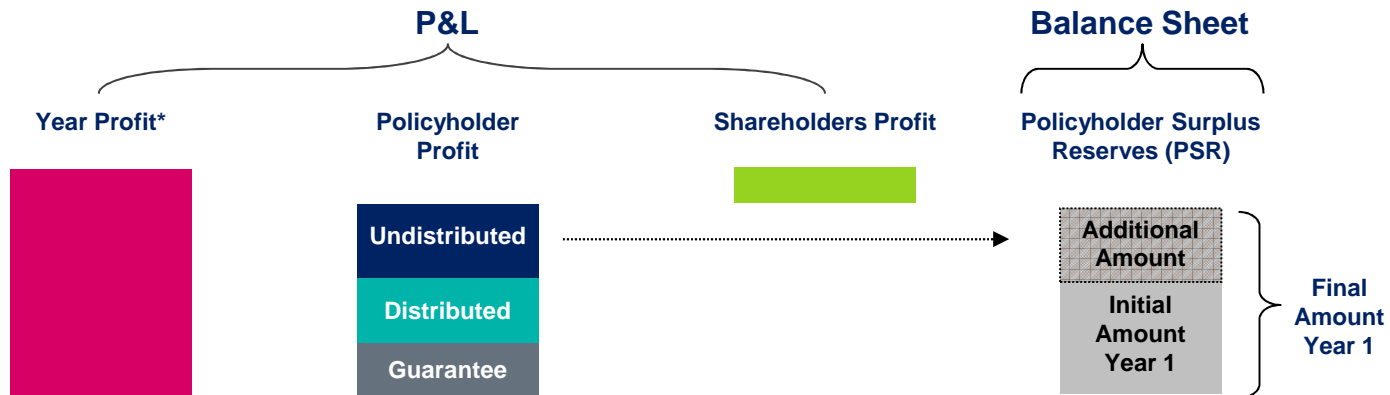 P&L
Balance Sheet
Year Profit*
Policyholder
Profit
Shareholders Profit
Policyholder Surplus
Reserves (PSR)
Undistributed
Distributed
Guarantee
Additional
Amount
Initial
Amount
Year 1
Final
Amount
Year 1